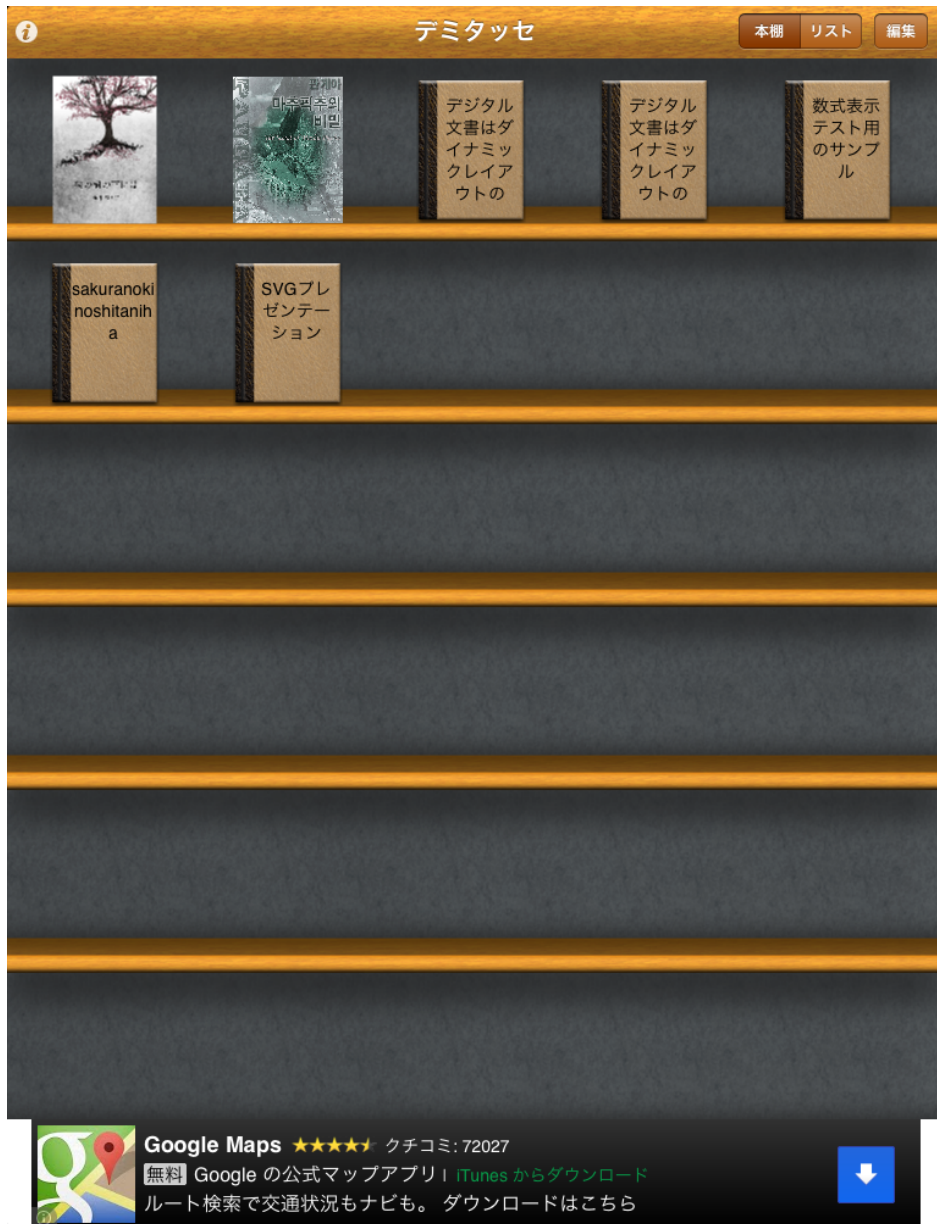 デミタッセ
本棚
リスト
編集
관계아
마추픽추의
비밀
デジタル
文書はダ
イナミッ
クレイア
ウトの
デジタル
文書はダ
イナミッ
クレイア
ウトの
数式表示
テスト用
のサンプ
ル
sakuranoki
noshitanih
a
SVGプレ
ゼンテー
ション
Google Maps クチコミ: 72027
無料 Google の公式マップアプリ | iTunes からダウンロード
ルート検索で交通状況もナビも。 ダウンロードはこちら